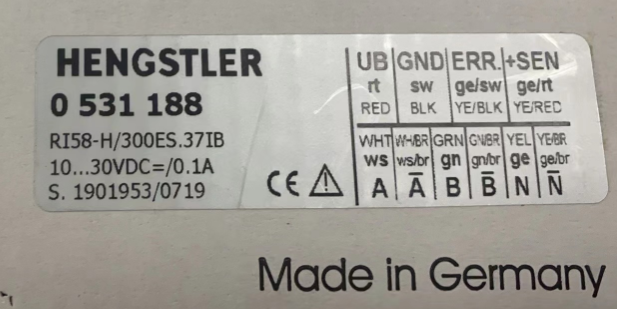 HENGSTLER
0 531 188
RI58-H/300ES.37IB
10...30VDC=/0.1A
S. 1901953/0719
CE
UB GND ERR. +SEN
rt sw ge/sw ge/rt
RED BLK YE/BLK YE/RED
WHT WH/BR GRN GN/BR YEL YE/BR
ws ws/br gn gn/br ge ge/br
A A̅ B B̅ N N̅
Made in Germany